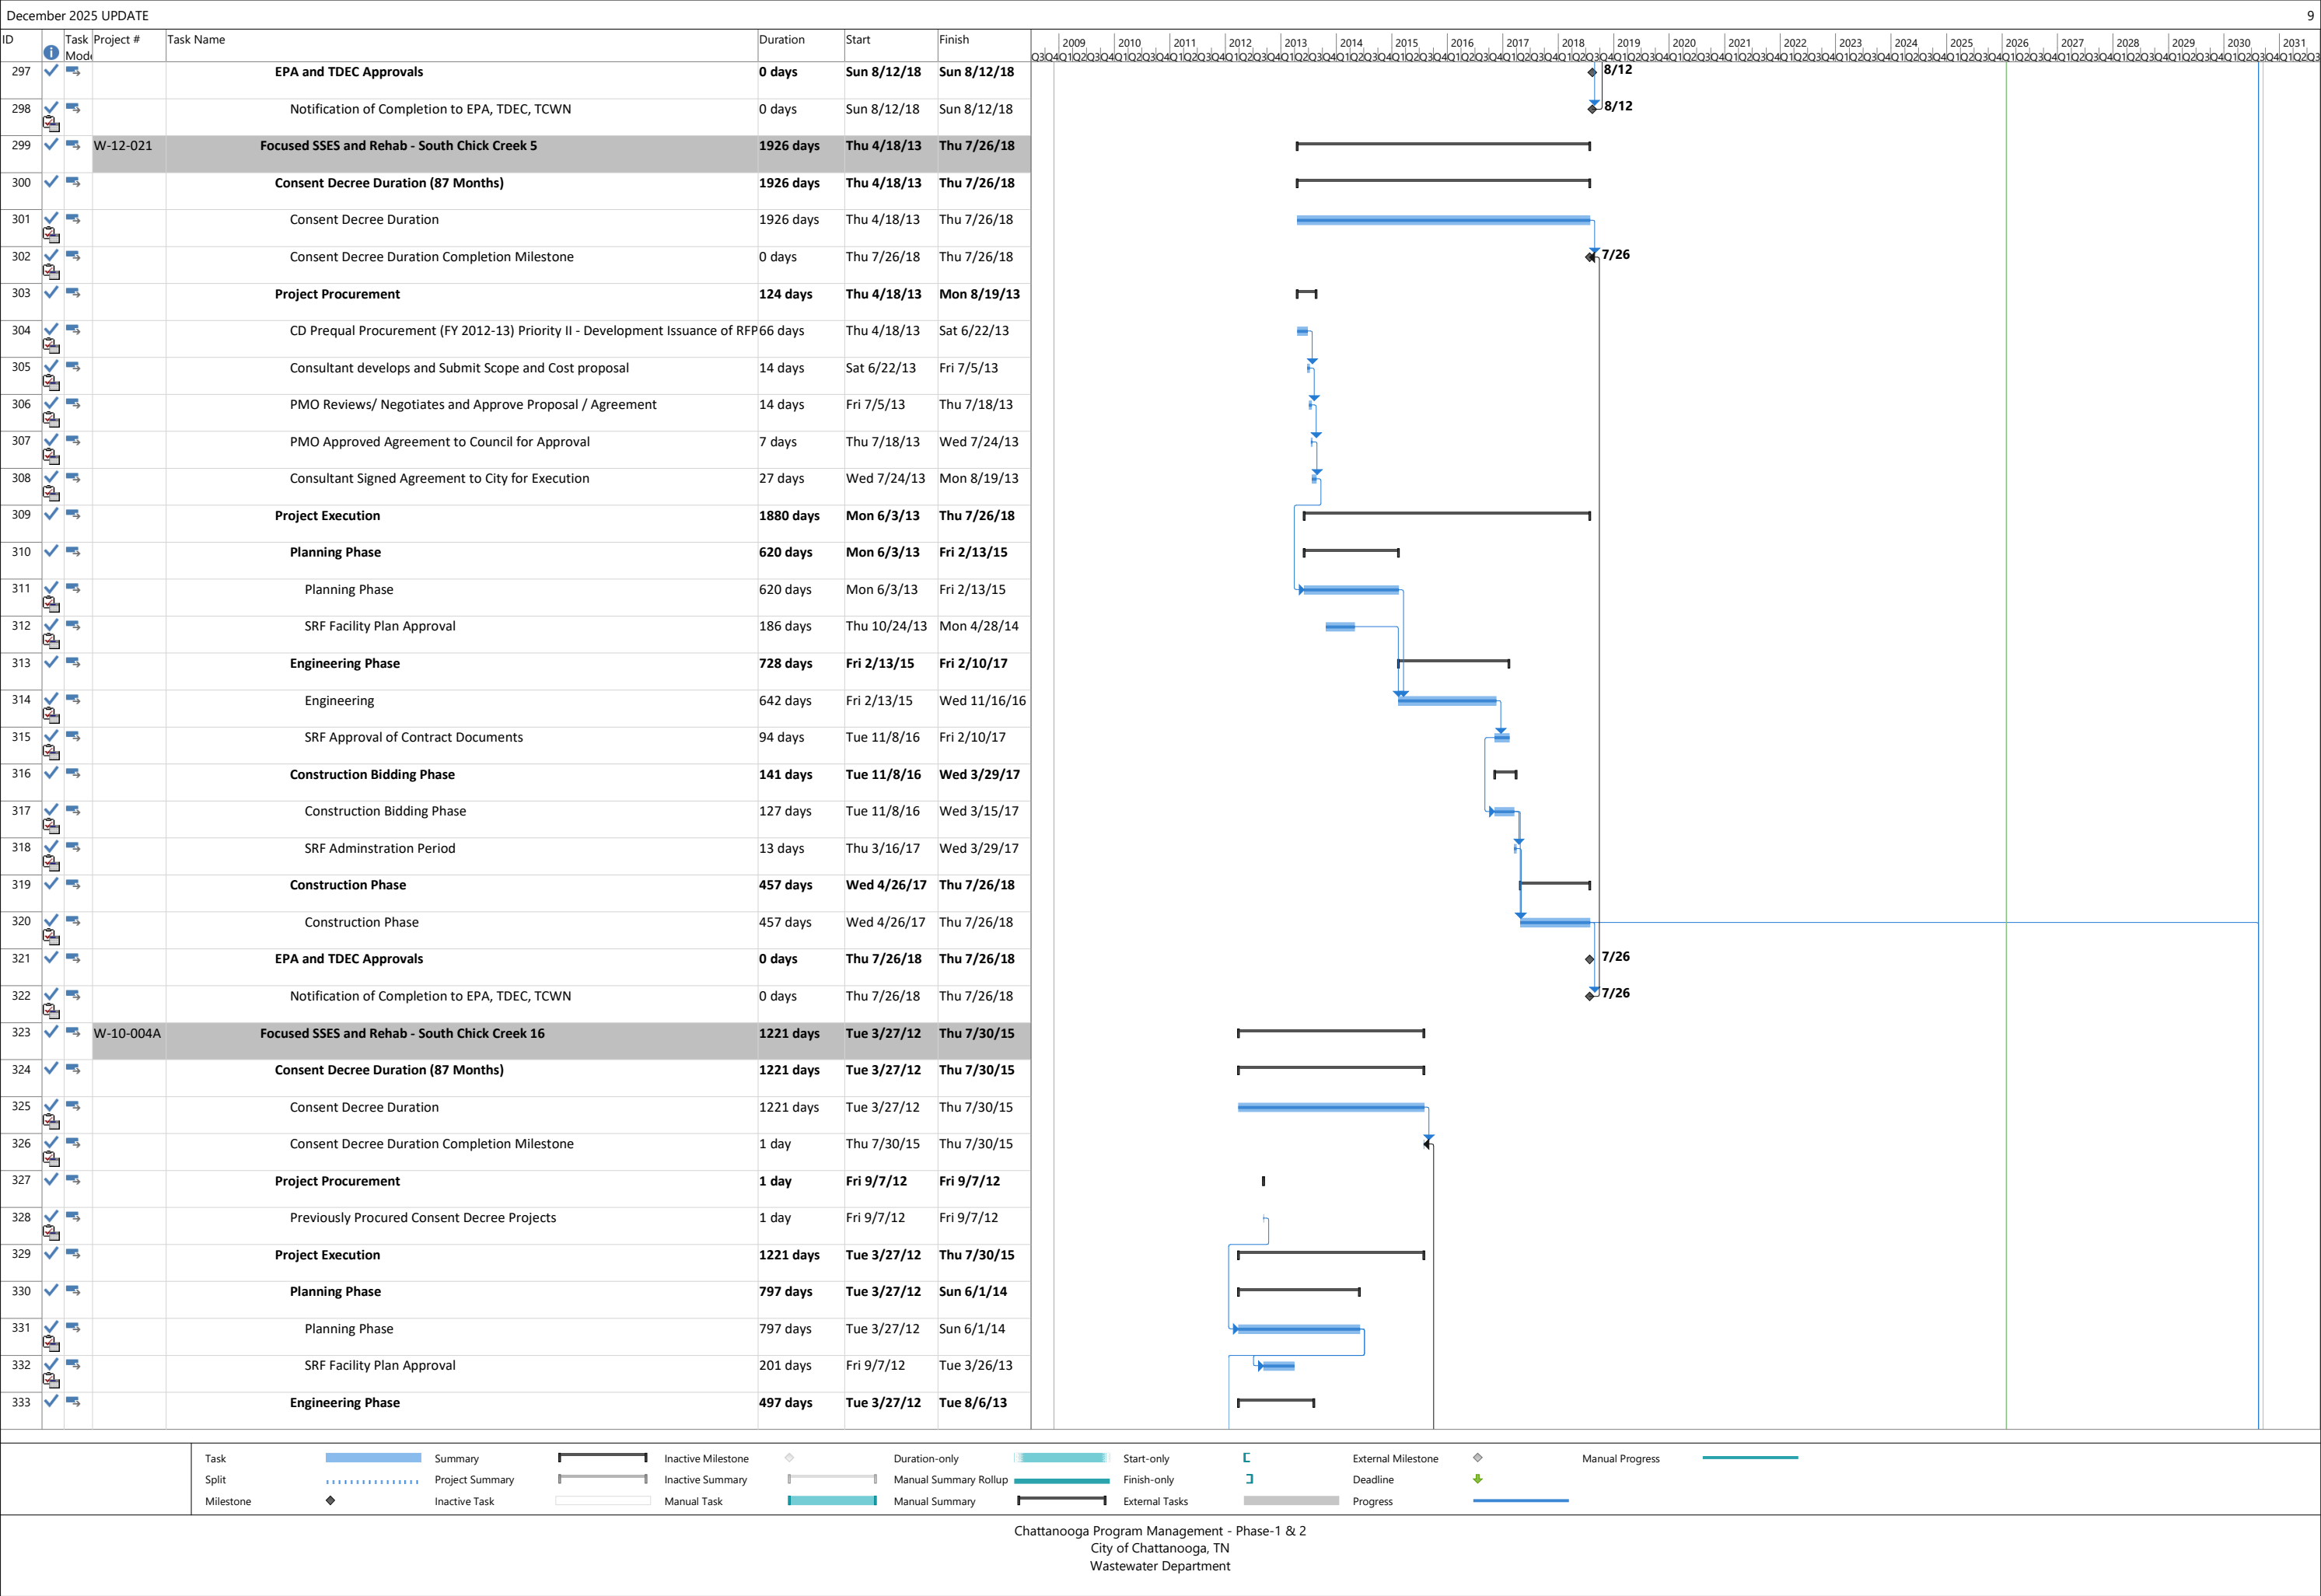 December 2025 UPDATE 9
ID Task Mode Project # Task Name Duration Start Finish
2009 2010 2011 2012 2013 2014 2015 2016 2017 2018 2019 2020 2021 2022 2023 2024 2025 2026 2027 2028 2029 2030 2031
297 EPA and TDEC Approvals 0 days Sun 8/12/18 Sun 8/12/18 8/12
298 Notification of Completion to EPA, TDEC, TCWN 0 days Sun 8/12/18 Sun 8/12/18 8/12
299 W-12-021 Focused SSES and Rehab - South Chick Creek 5 1926 days Thu 4/18/13 Thu 7/26/18
300 Consent Decree Duration (87 Months) 1926 days Thu 4/18/13 Thu 7/26/18
301 Consent Decree Duration 1926 days Thu 4/18/13 Thu 7/26/18
302 Consent Decree Duration Completion Milestone 0 days Thu 7/26/18 Thu 7/26/18 7/26
303 Project Procurement 124 days Thu 4/18/13 Mon 8/19/13
304 CD Prequal Procurement (FY 2012-13) Priority II - Development Issuance of RFP 66 days Thu 4/18/13 Sat 6/22/13
305 Consultant develops and Submit Scope and Cost proposal 14 days Sat 6/22/13 Fri 7/5/13
306 PMO Reviews/ Negotiates and Approve Proposal / Agreement 14 days Fri 7/5/13 Thu 7/18/13
307 PMO Approved Agreement to Council for Approval 7 days Thu 7/18/13 Wed 7/24/13
308 Consultant Signed Agreement to City for Execution 27 days Wed 7/24/13 Mon 8/19/13
309 Project Execution 1880 days Mon 6/3/13 Thu 7/26/18
310 Planning Phase 620 days Mon 6/3/13 Fri 2/13/15
311 Planning Phase 620 days Mon 6/3/13 Fri 2/13/15
312 SRF Facility Plan Approval 186 days Thu 10/24/13 Mon 4/28/14
313 Engineering Phase 728 days Fri 2/13/15 Fri 2/10/17
314 Engineering 642 days Fri 2/13/15 Wed 11/16/16
315 SRF Approval of Contract Documents 94 days Tue 11/8/16 Fri 2/10/17
316 Construction Bidding Phase 141 days Tue 11/8/16 Wed 3/29/17
317 Construction Bidding Phase 127 days Tue 11/8/16 Wed 3/15/17
318 SRF Adminstration Period 13 days Thu 3/16/17 Wed 3/29/17
319 Construction Phase 457 days Wed 4/26/17 Thu 7/26/18
320 Construction Phase 457 days Wed 4/26/17 Thu 7/26/18
321 EPA and TDEC Approvals 0 days Thu 7/26/18 Thu 7/26/18 7/26
322 Notification of Completion to EPA, TDEC, TCWN 0 days Thu 7/26/18 Thu 7/26/18 7/26
323 W-10-004A Focused SSES and Rehab - South Chick Creek 16 1221 days Tue 3/27/12 Thu 7/30/15
324 Consent Decree Duration (87 Months) 1221 days Tue 3/27/12 Thu 7/30/15
325 Consent Decree Duration 1221 days Tue 3/27/12 Thu 7/30/15
326 Consent Decree Duration Completion Milestone 1 day Thu 7/30/15 Thu 7/30/15
327 Project Procurement 1 day Fri 9/7/12 Fri 9/7/12
328 Previously Procured Consent Decree Projects 1 day Fri 9/7/12 Fri 9/7/12
329 Project Execution 1221 days Tue 3/27/12 Thu 7/30/15
330 Planning Phase 797 days Tue 3/27/12 Sun 6/1/14
331 Planning Phase 797 days Tue 3/27/12 Sun 6/1/14
332 SRF Facility Plan Approval 201 days Fri 9/7/12 Tue 3/26/13
333 Engineering Phase 497 days Tue 3/27/12 Tue 8/6/13
Task Summary Inactive Milestone Duration-only Start-only External Milestone Manual Progress
Split Project Summary Inactive Summary Manual Summary Rollup Finish-only Deadline
Milestone Inactive Task Manual Task Manual Summary External Tasks Progress
Chattanooga Program Management - Phase-1 & 2
City of Chattanooga, TN
Wastewater Department